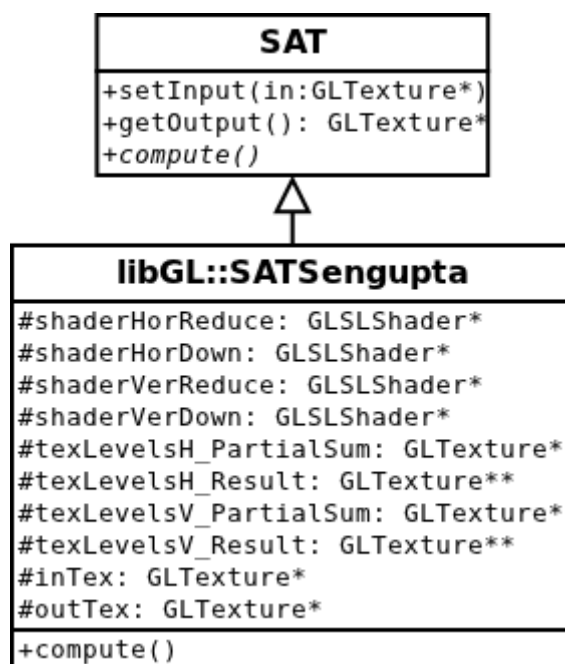 SAT
+setInput(in:GLTexture*)
+getOutput(): GLTexture*
+compute()
libGL::SATSengupta
#shaderHorReduce: GLSLShader*
#shaderHorDown: GLSLShader*
#shaderVerReduce: GLSLShader*
#shaderVerDown: GLSLShader*
#texLevelsH_PartialSum: GLTexture*
#texLevelsH_Result: GLTexture**
#texLevelsV_PartialSum: GLTexture*
#texLevelsV_Result: GLTexture**
#inTex: GLTexture*
#outTex: GLTexture*
+compute()